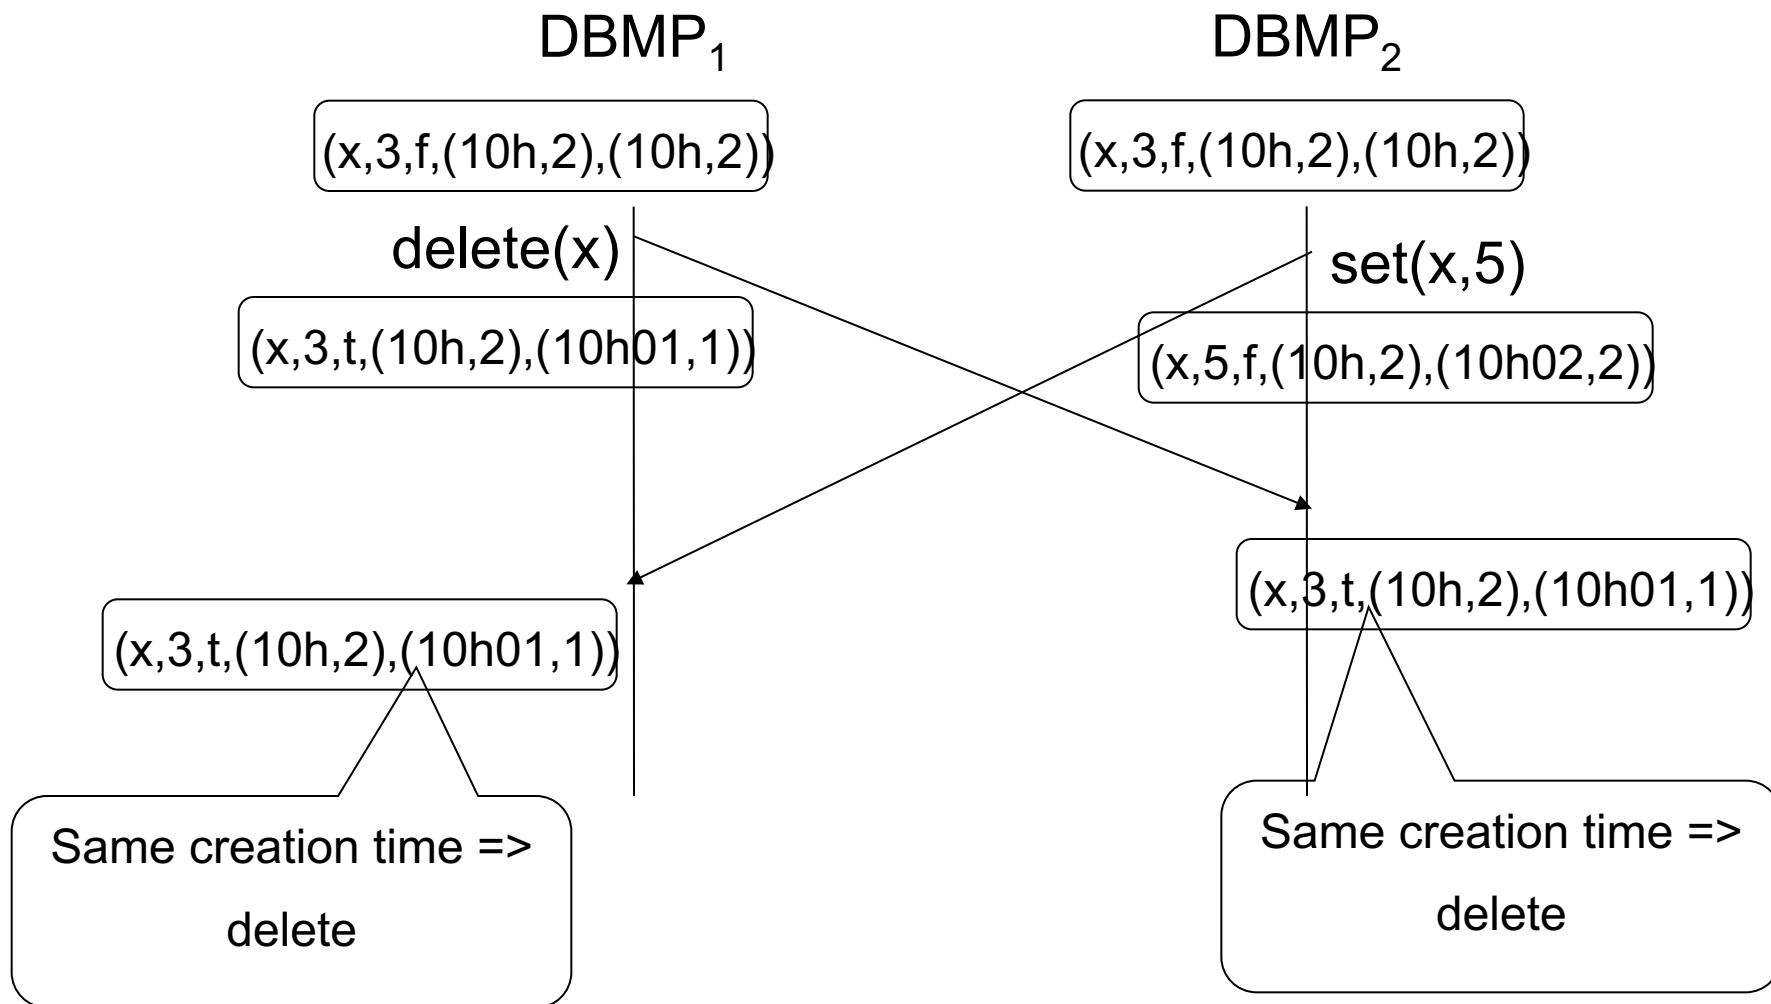 DBMP₁
DBMP₂
(x,3,f,(10h,2),(10h,2))
(x,3,f,(10h,2),(10h,2))
delete(x)
set(x,5)
(x,3,t,(10h,2),(10h01,1))
(x,5,f,(10h,2),(10h02,2))
(x,3,t,(10h,2),(10h01,1))
(x,3,t,(10h,2),(10h01,1))
Same creation time =>
delete
Same creation time =>
delete